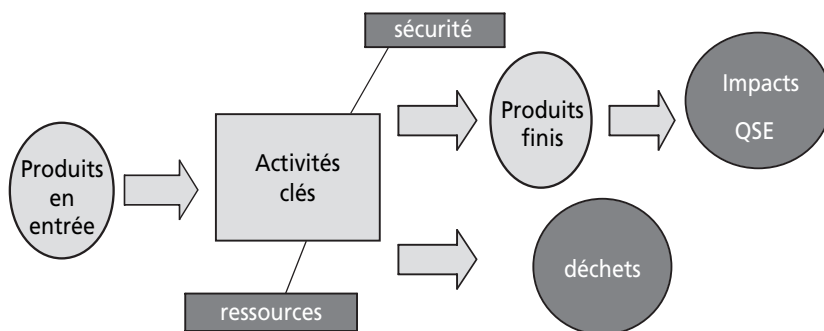 sécurité
Produits
en
entrée
Activités
clés
Produits
finis
Impacts
QSE
déchets
ressources